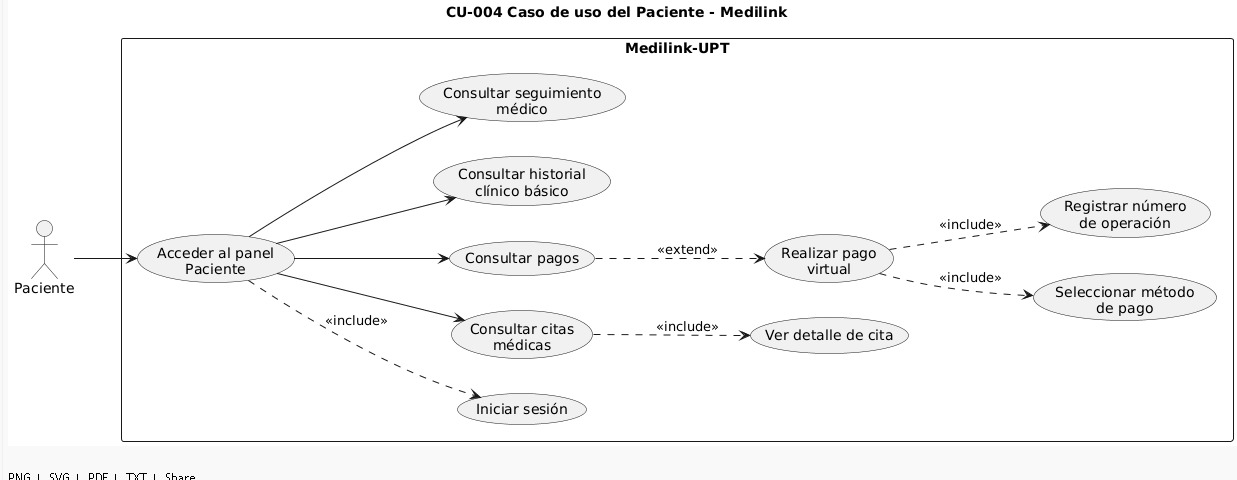 CU-004 Caso de uso del Paciente - Medilink
Medilink-UPT
Consultar seguimiento
médico
Consultar historial
clínico básico
Registrar número
de operación
«include»
Paciente
Acceder al panel
Paciente
Consultar pagos
«extend»
Realizar pago
virtual
«include»
Seleccionar método
de pago
«include»
Consultar citas
médicas
«include»
Ver detalle de cita
Iniciar sesión
PNG | SVG | PDF | TXT | Share